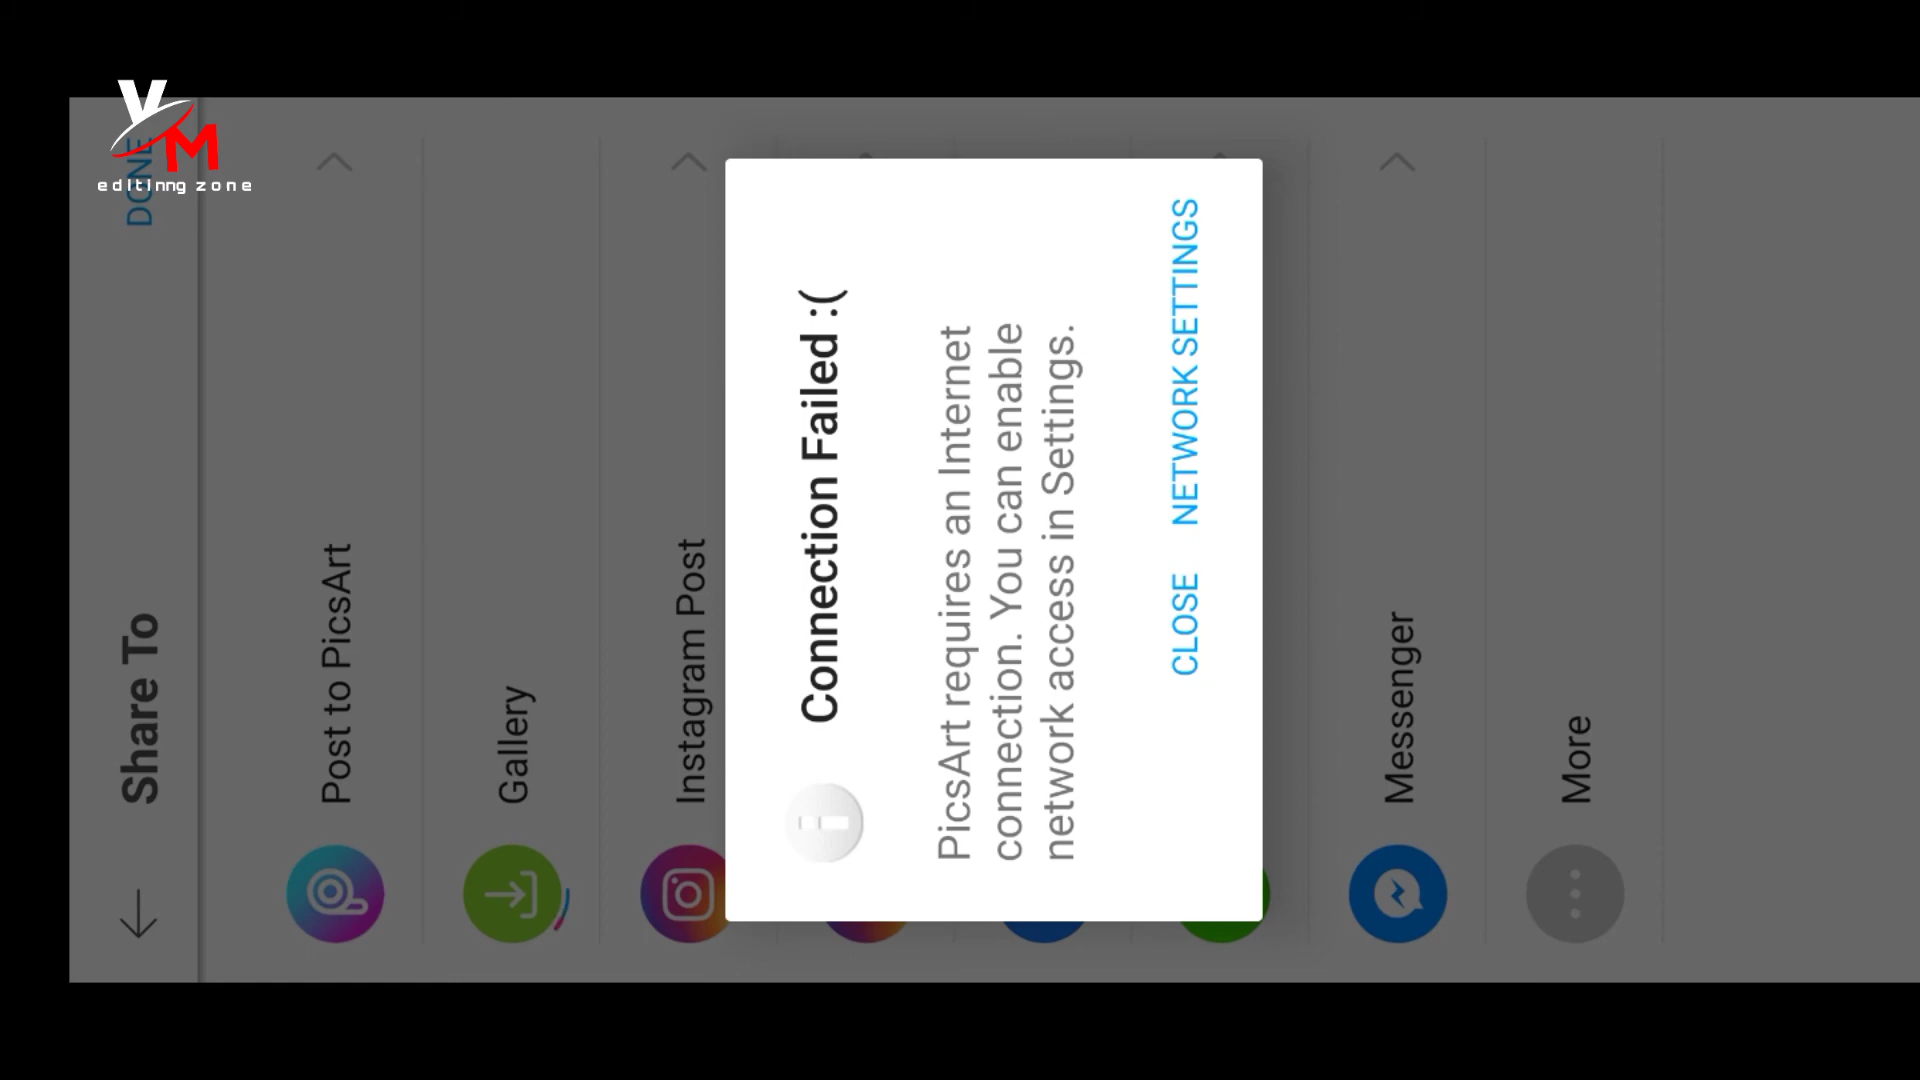 VM
editinng zone
Share To
DONE
Post to PicsArt
Gallery
Instagram Post
Connection Failed :(
PicsArt requires an Internet
connection. You can enable
network access in Settings.
CLOSE NETWORK SETTINGS
Messenger
More